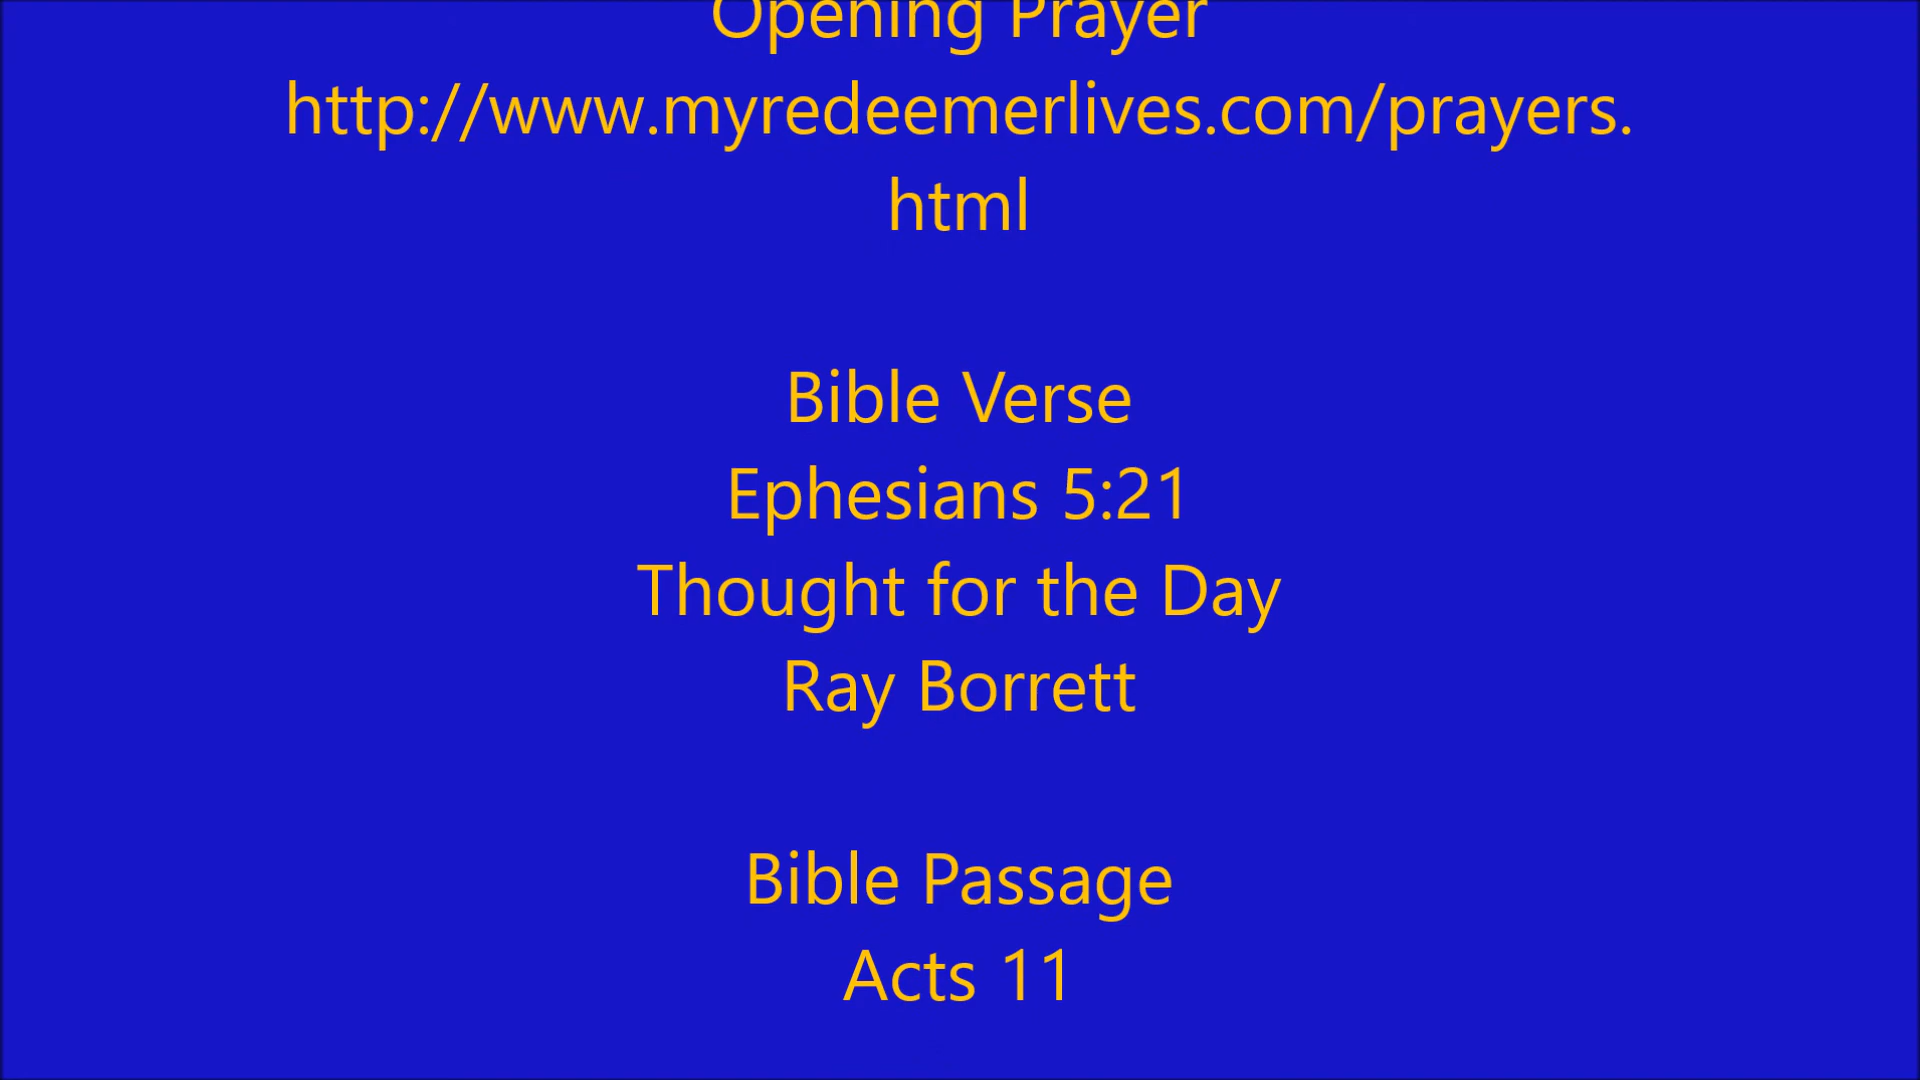 Opening Prayer
http://www.myredeemerlives.com/prayers.
html
Bible Verse
Ephesians 5:21
Thought for the Day
Ray Borrett
Bible Passage
Acts 11